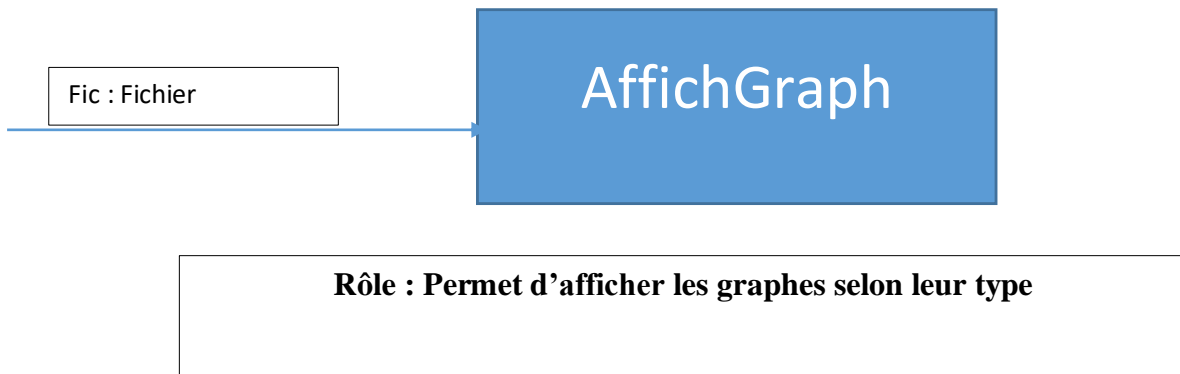 Fic : Fichier
AffichGraph
Rôle : Permet d’afficher les graphes selon leur type